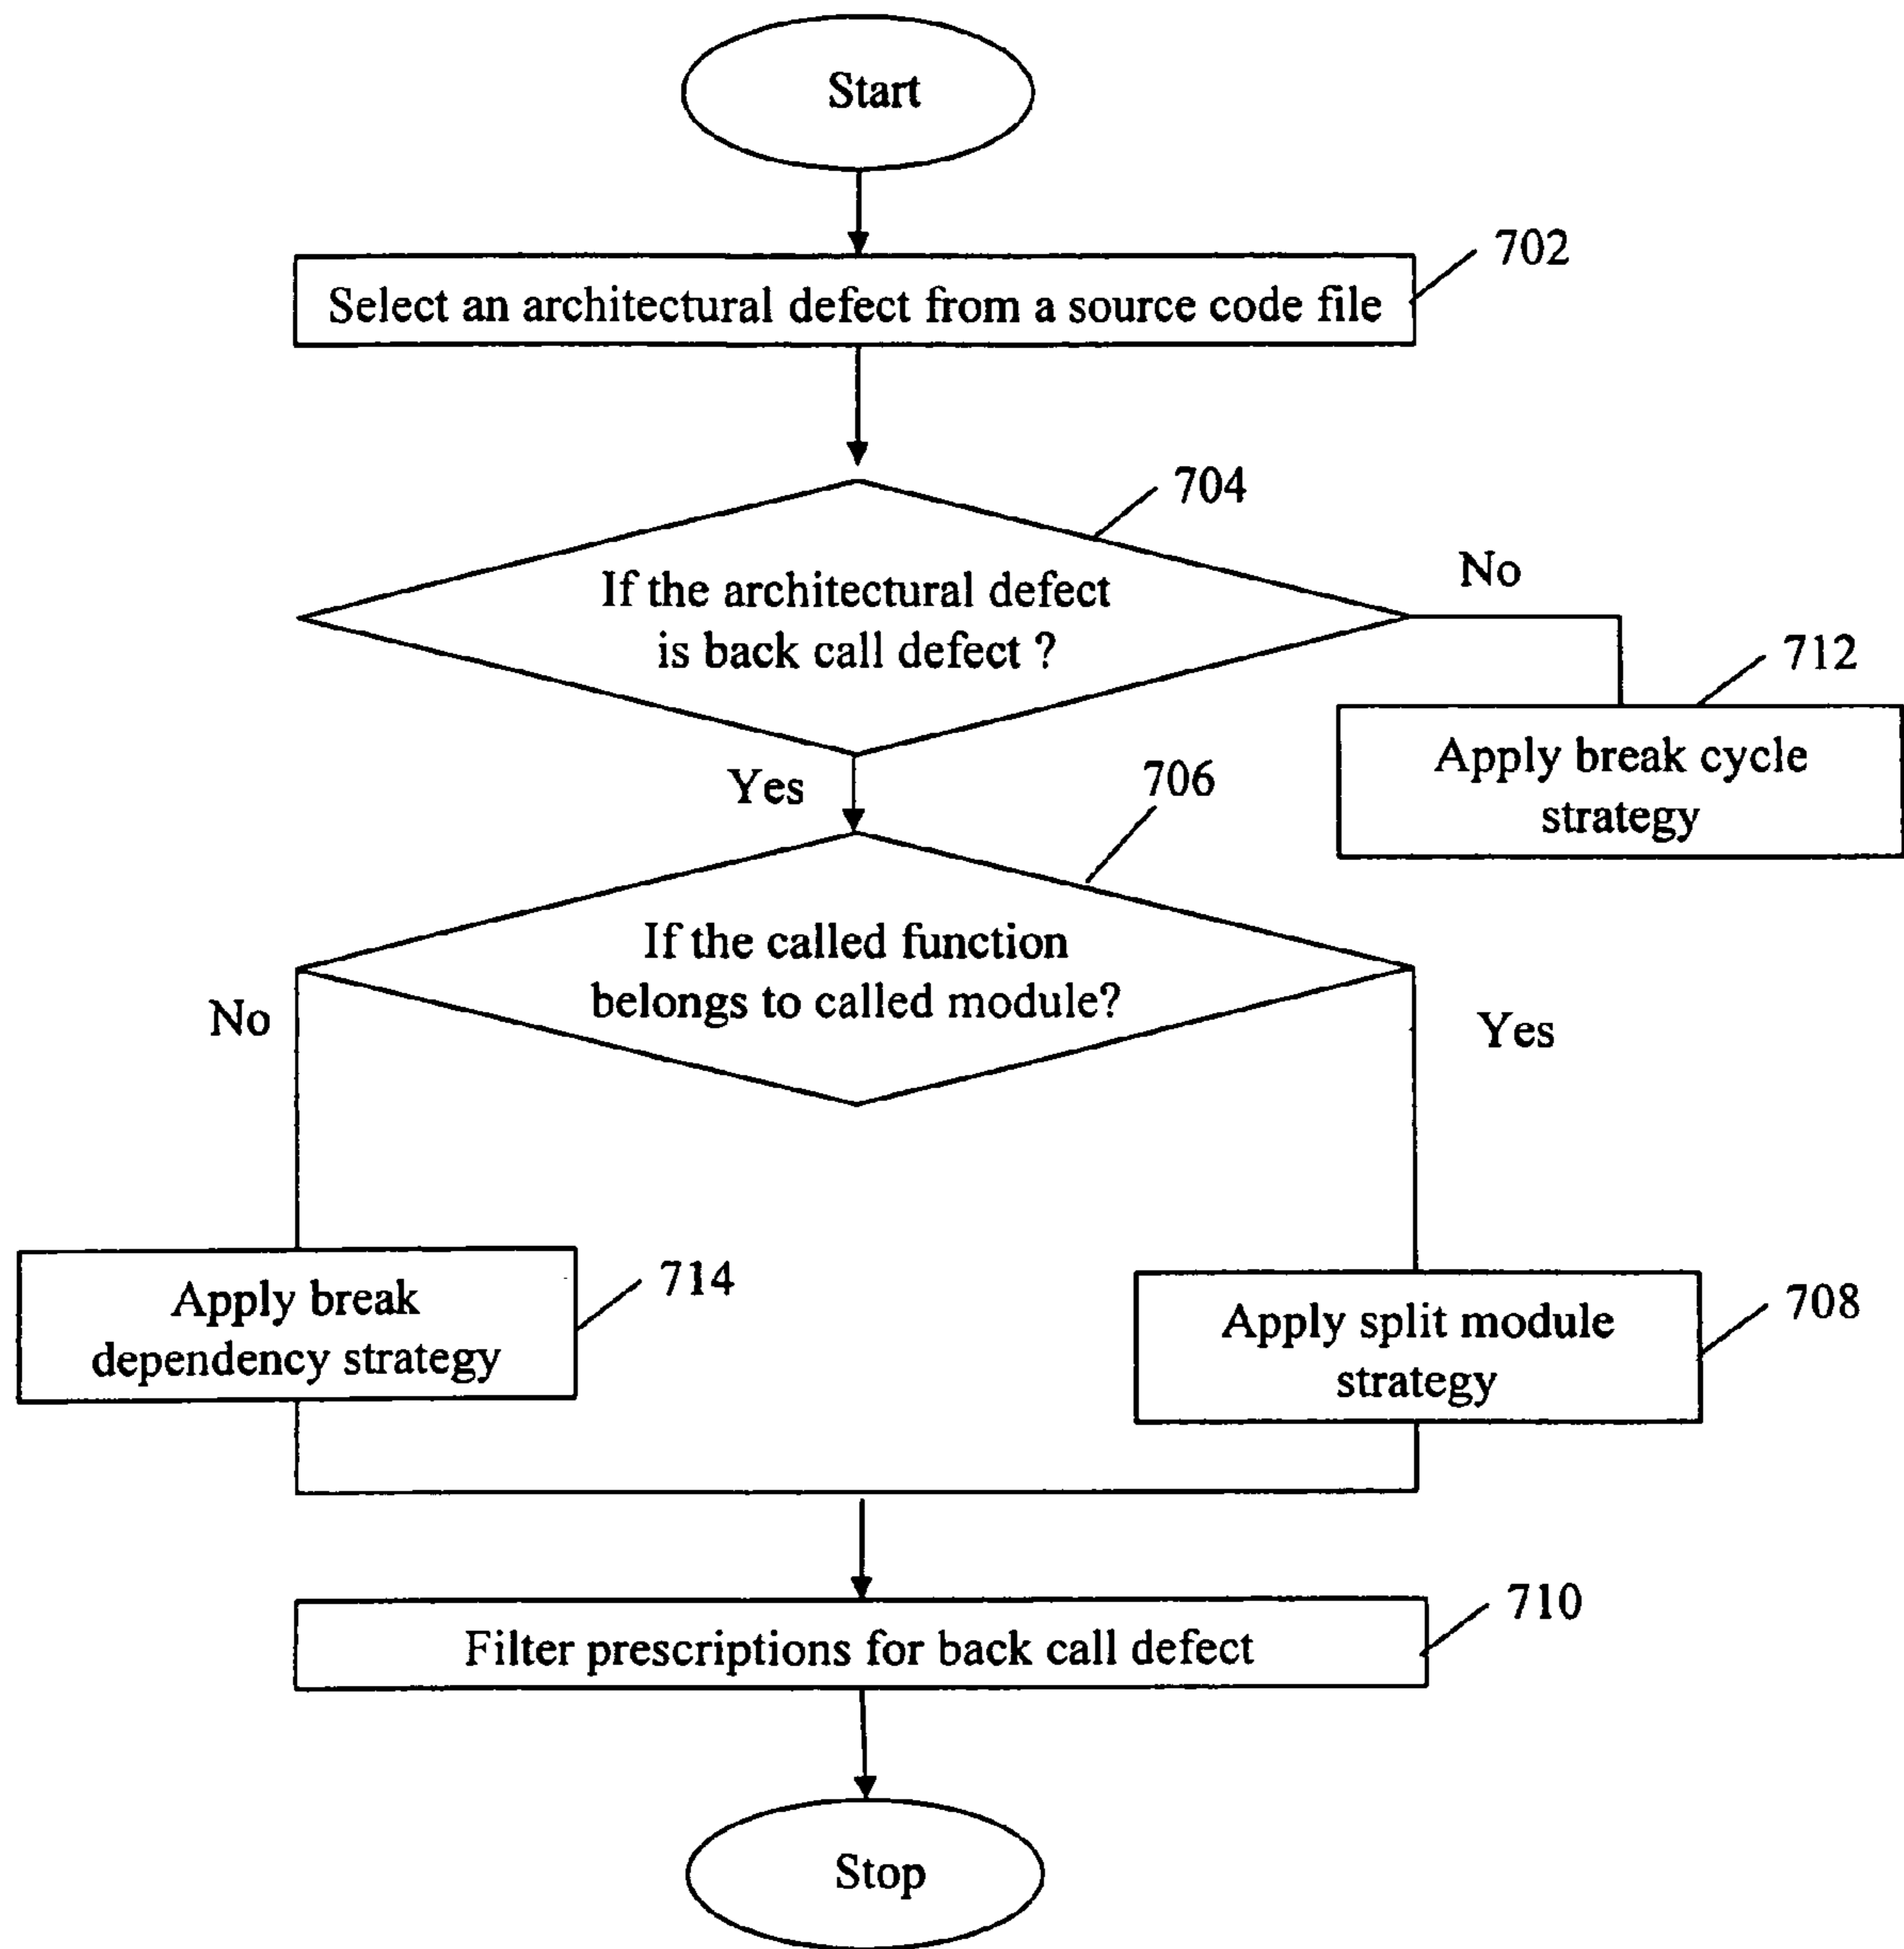 Start
702
Select an architectural defect from a source code file
704
If the architectural defect
is back call defect ?
No
712
Apply break cycle
strategy
Yes
706
If the called function
belongs to called module?
No
Yes
714
Apply break
dependency strategy
708
Apply split module
strategy
710
Filter prescriptions for back call defect
Stop